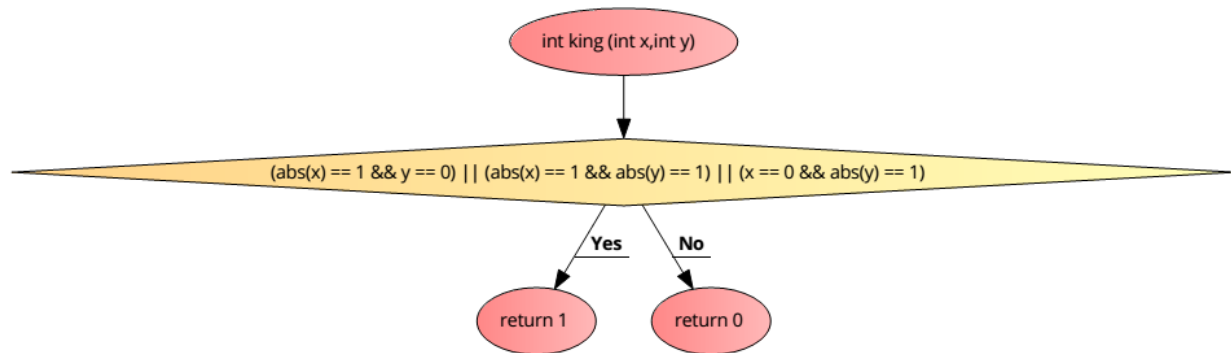 int king (int x,int y)
(abs(x) == 1 && y == 0) || (abs(x) == 1 && abs(y) == 1) || (x == 0 && abs(y) == 1)
Yes
No
return 1
return 0